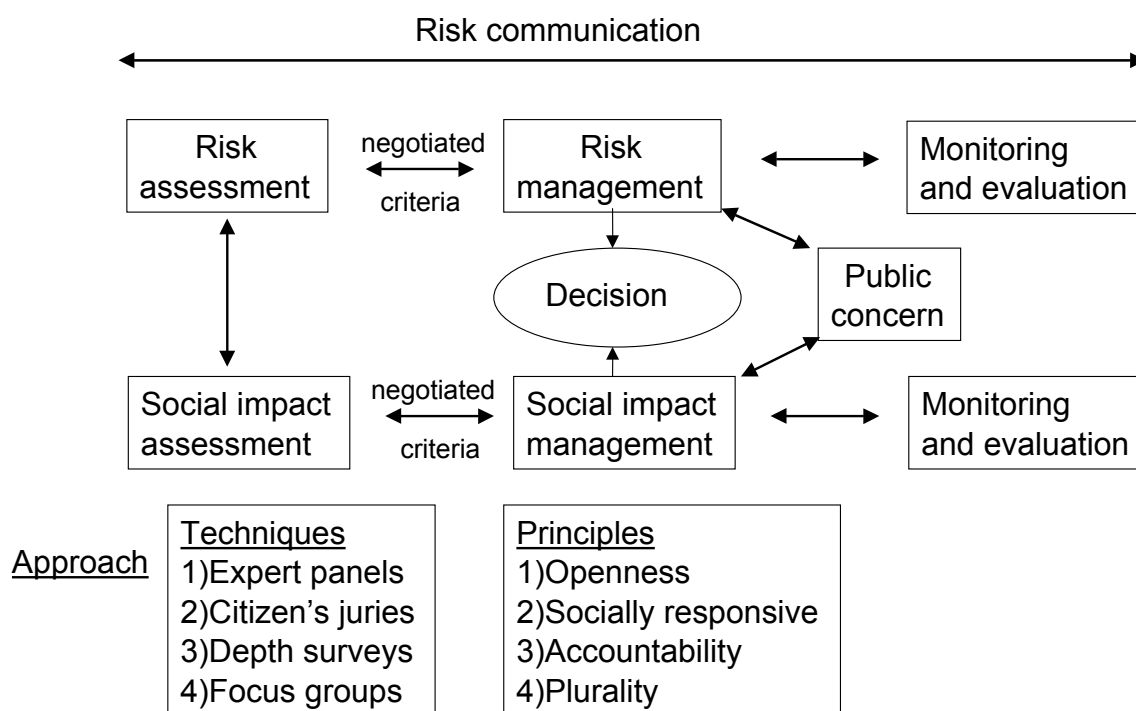 Risk communication
Risk
assessment
negotiated
criteria
Risk
management
Monitoring
and evaluation
Decision
Public
concern
Social impact
assessment
negotiated
criteria
Social impact
management
Monitoring
and evaluation
Approach
Techniques
1)Expert panels
2)Citizen’s juries
3)Depth surveys
4)Focus groups
Principles
1)Openness
2)Socially responsive
3)Accountability
4)Plurality